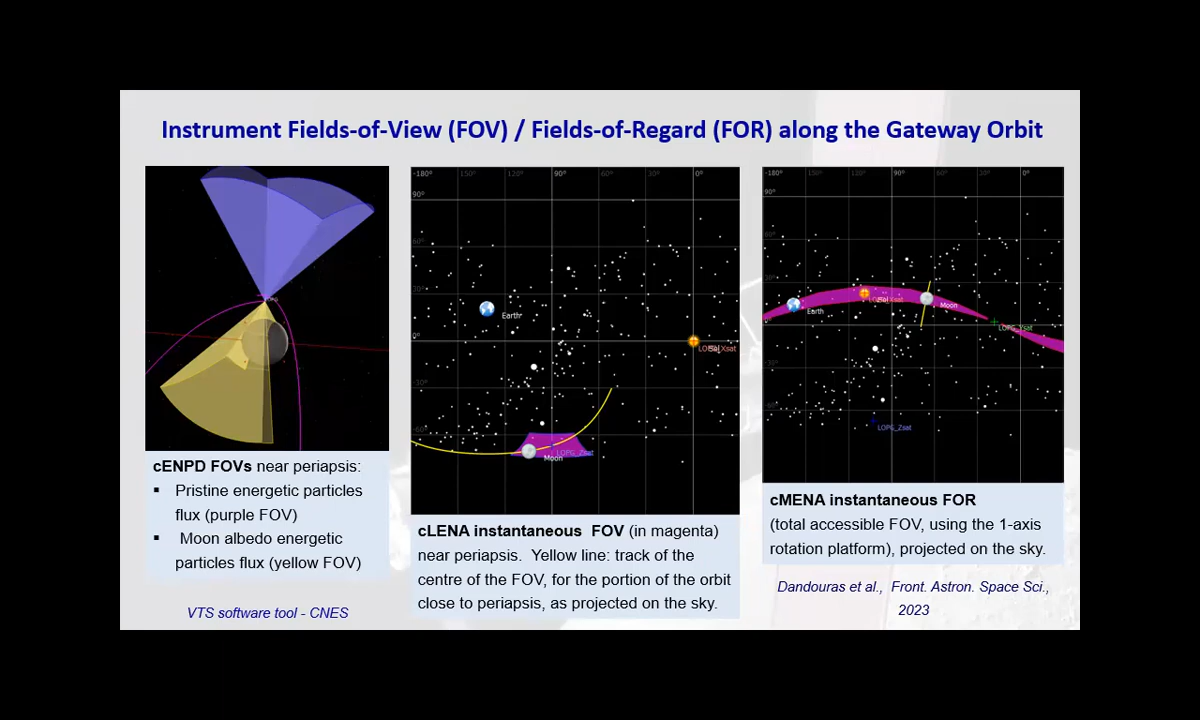 Instrument Fields-of-View (FOV) / Fields-of-Regard (FOR) along the Gateway Orbit
cENPD FOVs near periapsis:
▪ Pristine energetic particles
flux (purple FOV)
▪ Moon albedo energetic
particles flux (yellow FOV)
VTS software tool - CNES
-180° 150° 120° 90° 60° 30° 0°
90°
Earth
0°
-30°
Moon
LOPG_Zsat
cLENA instantaneous FOV (in magenta)
near periapsis. Yellow line: track of the
centre of the FOV, for the portion of the orbit
close to periapsis, as projected on the sky.
-180° 150° 120° 90° 60° 30° 0°
90°
Earth
Moon
LOPG_Ysat
LOPG_Zsat
cMENA instantaneous FOR
(total accessible FOV, using the 1-axis
rotation platform), projected on the sky.
Dandouras et al., Front. Astron. Space Sci.,
2023